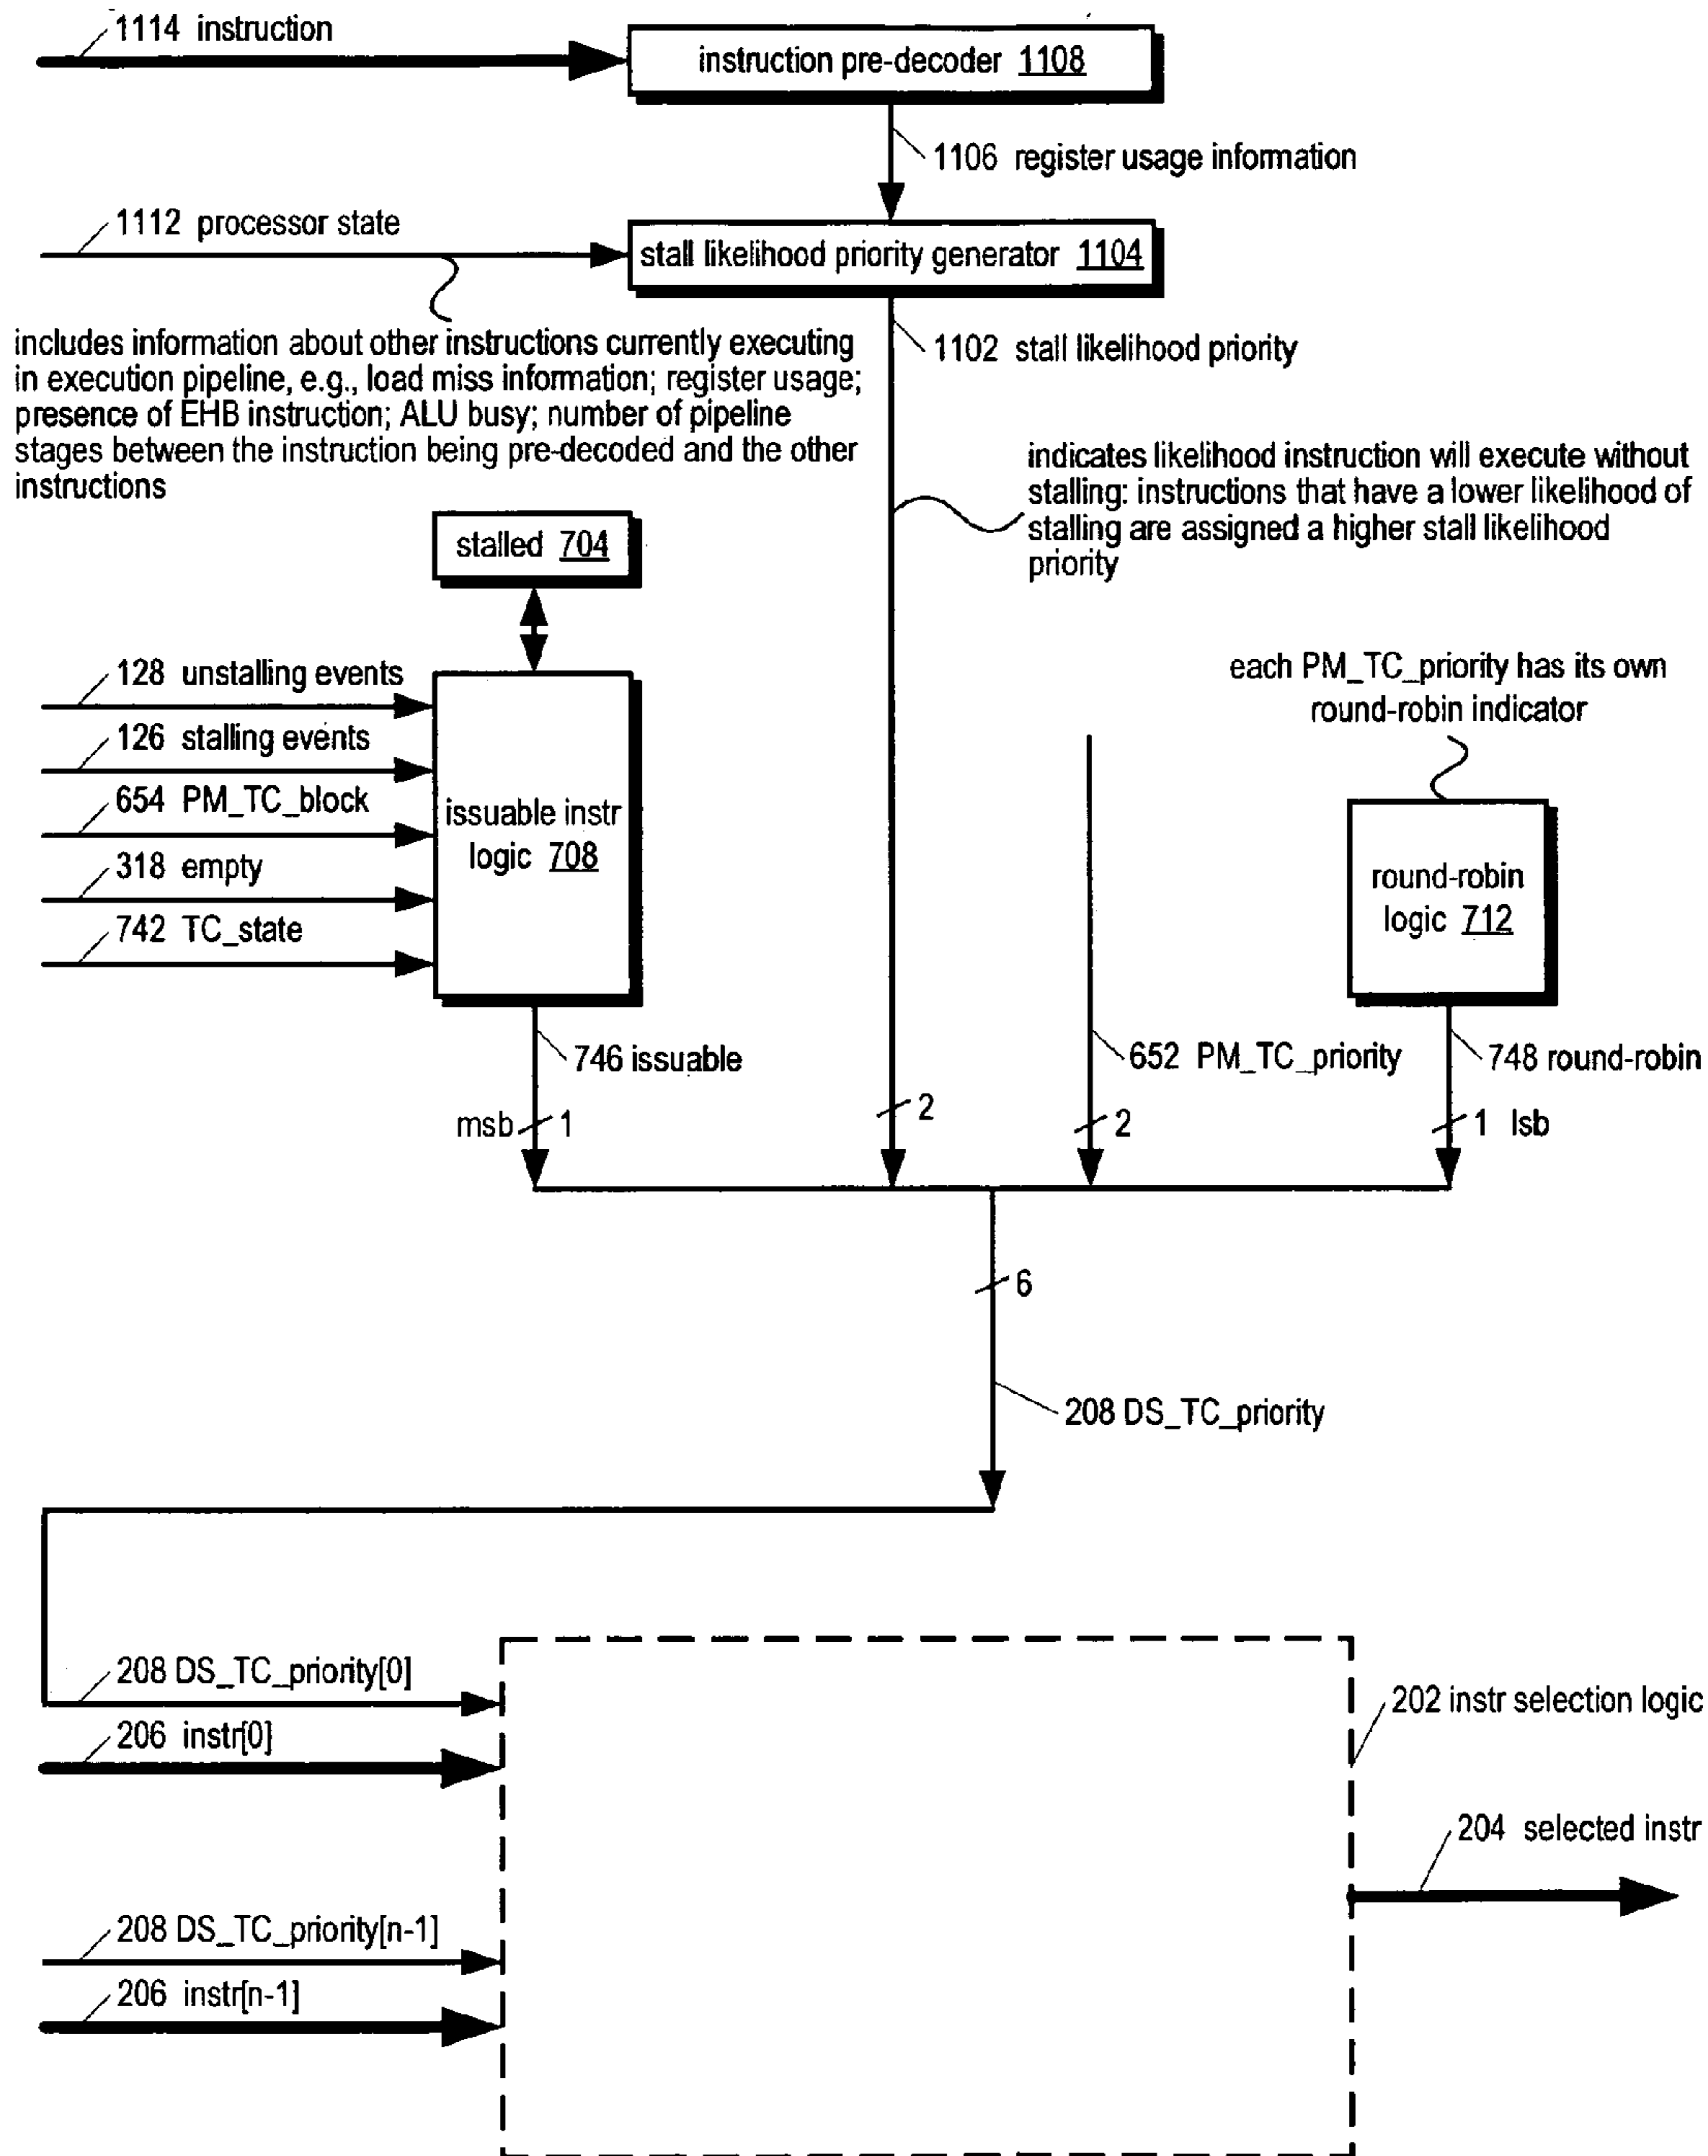 1114 instruction
instruction pre-decoder 1108
1106 register usage information
1112 processor state
stall likelihood priority generator 1104
includes information about other instructions currently executing
in execution pipeline, e.g., load miss information; register usage;
presence of EHB instruction; ALU busy; number of pipeline
stages between the instruction being pre-decoded and the other
instructions
1102 stall likelihood priority
indicates likelihood instruction will execute without
stalling: instructions that have a lower likelihood of
stalling are assigned a higher stall likelihood
priority
stalled 704
128 unstalling events
126 stalling events
654 PM_TC_block
318 empty
742 TC_state
issuable instr
logic 708
each PM_TC_priority has its own
round-robin indicator
round-robin
logic 712
746 issuable
652 PM_TC_priority
748 round-robin
msb 1
2
2
1 lsb
6
208 DS_TC_priority
208 DS_TC_priority[0]
206 instr[0]
202 instr selection logic
204 selected instr
208 DS_TC_priority[n-1]
206 instr[n-1]